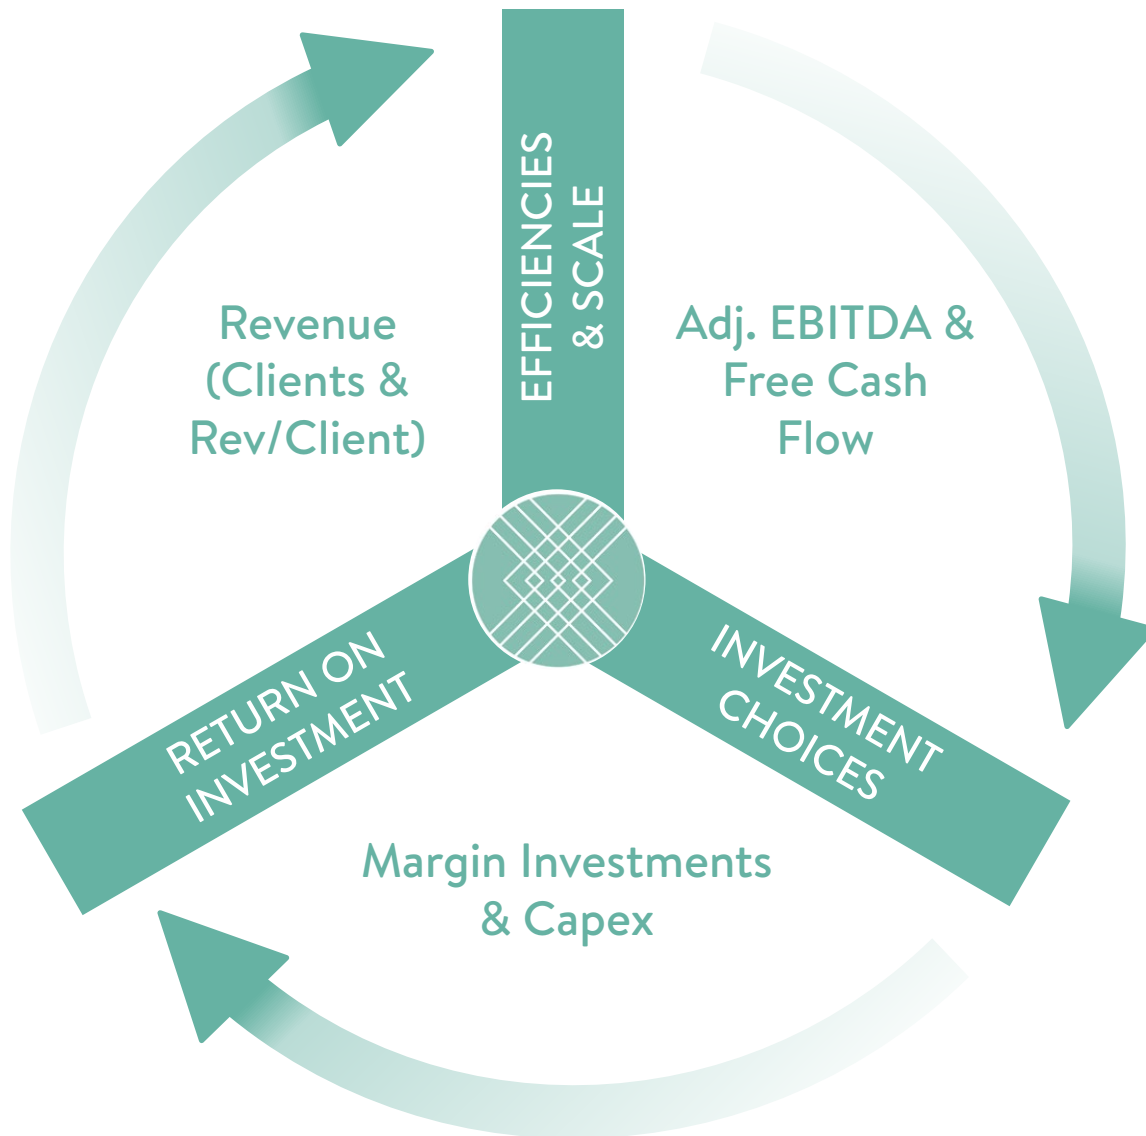 EFFICIENCIES
& SCALE
Revenue
(Clients &
Rev/Client)
Adj. EBITDA &
Free Cash
Flow
RETURN ON
INVESTMENT
INVESTMENT
CHOICES
Margin Investments
& Capex